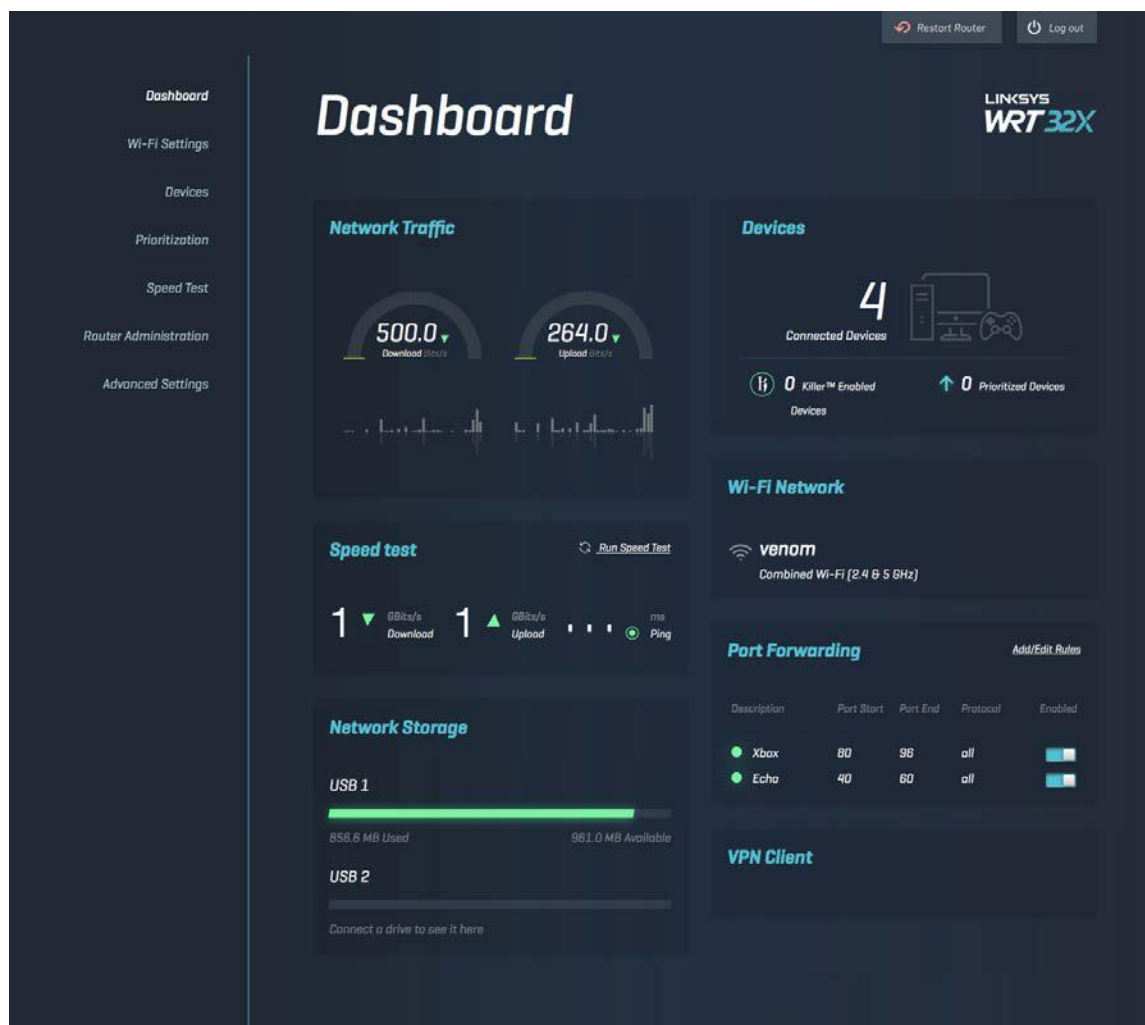 Restart Router
Log out
Dashboard
Wi-Fi Settings
Devices
Prioritization
Speed Test
Router Administration
Advanced Settings
Dashboard
LINKSYS
WRT 32X
Network Traffic
500.0
Download Bits/s
264.0
Upload Bits/s
Devices
4
Connected Devices
0 Killer™ Enabled
Devices
0 Prioritized Devices
Wi-Fi Network
venom
Combined Wi-Fi (2.4 & 5 GHz)
Speed test
Run Speed Test
1
GBits/s
Download
1
GBits/s
Upload
ms
Ping
Port Forwarding
Add/Edit Rules
Description Port Start Port End Protocol Enabled
Xbox 80 96 all
Echo 40 60 all
Network Storage
USB 1
856.6 MB Used 961.0 MB Available
USB 2
Connect a drive to see it here
VPN Client